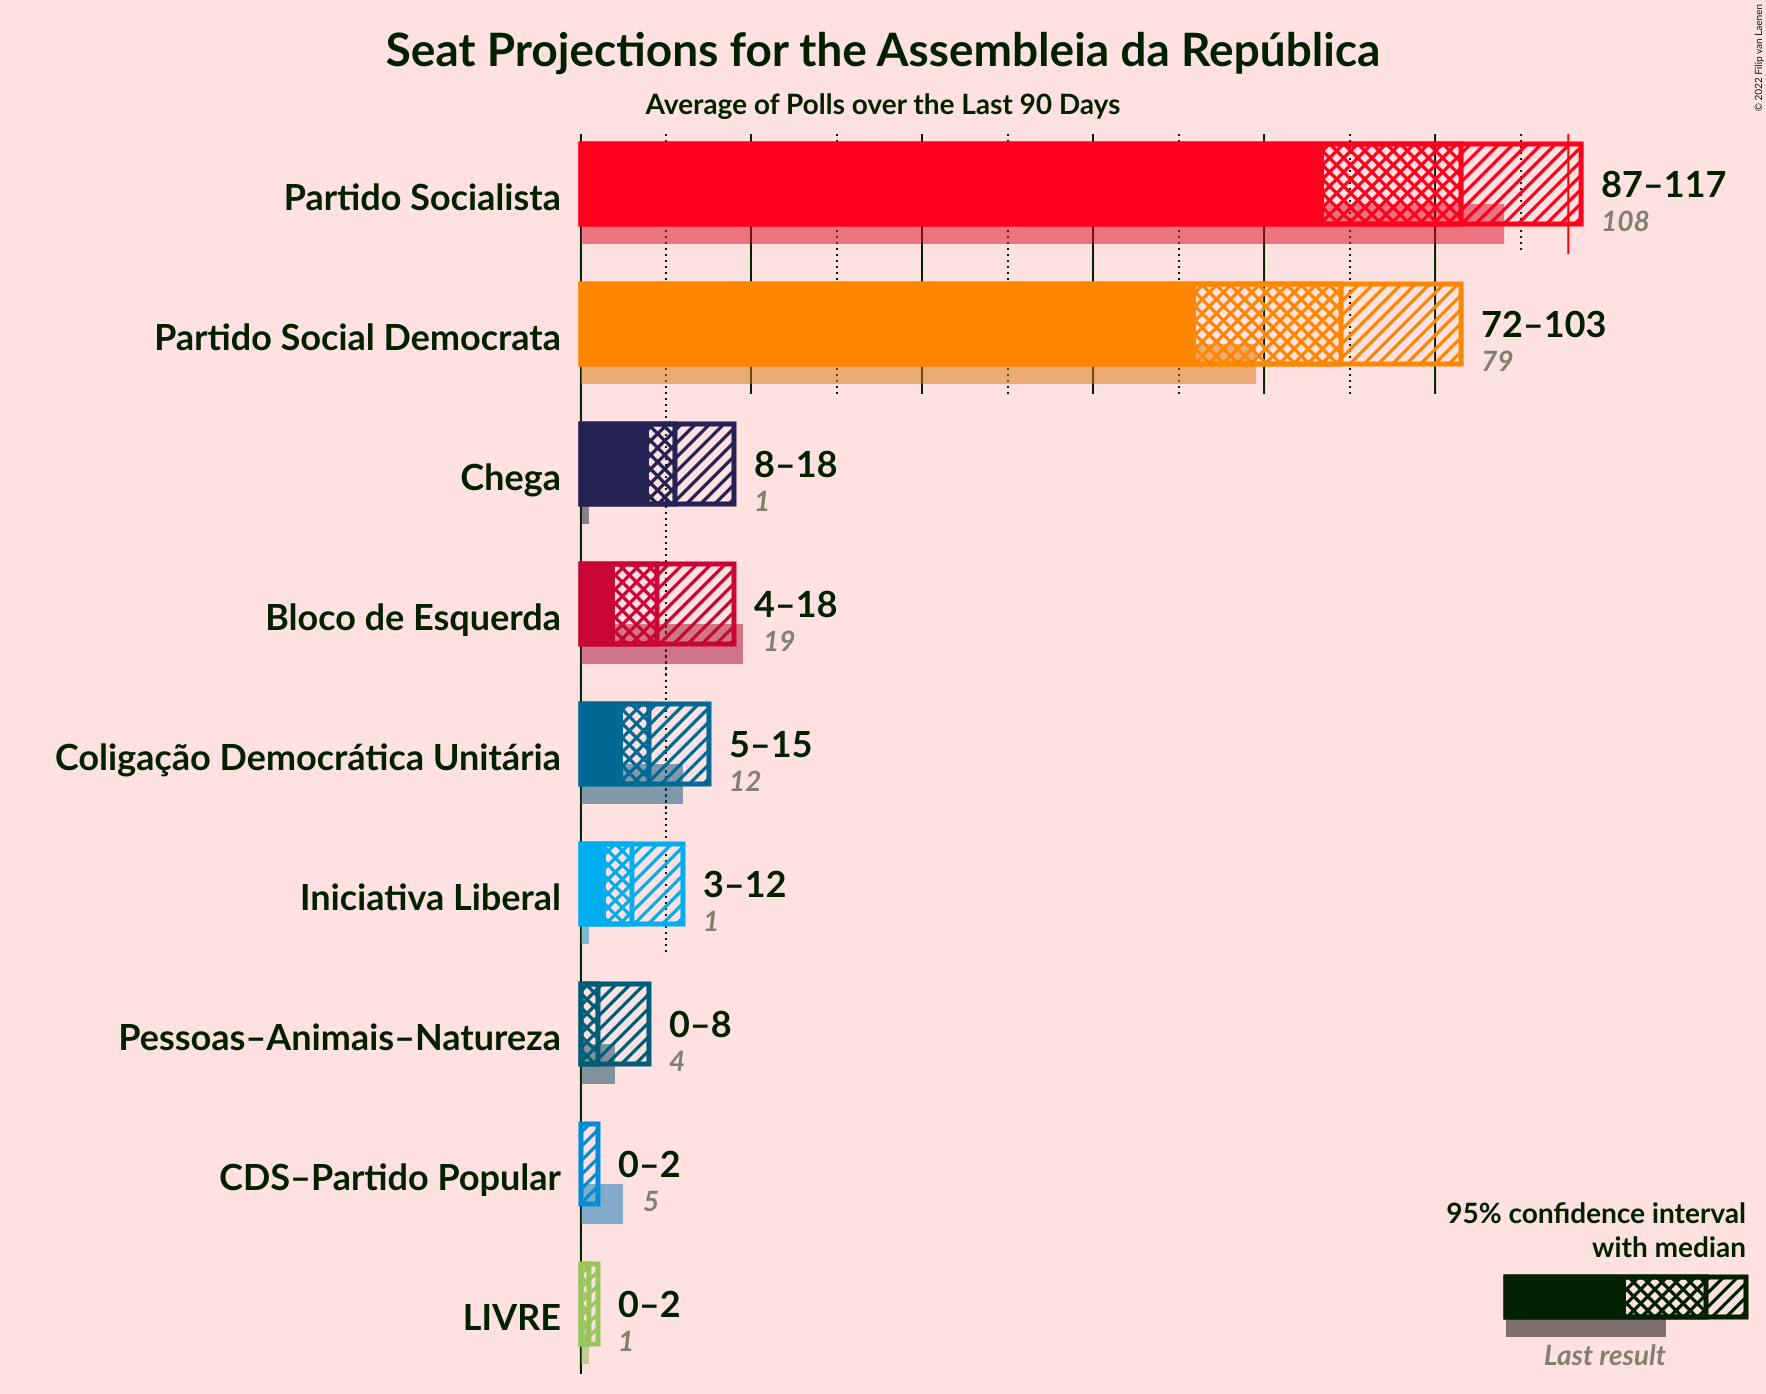 Seat Projections for the Assembleia da República
Average of Polls over the Last 90 Days
© 2022 Filip van Laenen
Partido Socialista
87–117
108
Partido Social Democrata
72–103
79
Chega
8–18
1
Bloco de Esquerda
4–18
19
Coligação Democrática Unitária
5–15
12
Iniciativa Liberal
3–12
1
Pessoas–Animais–Natureza
0–8
4
CDS–Partido Popular
0–2
5
LIVRE
0–2
1
95% confidence interval
with median
Last result